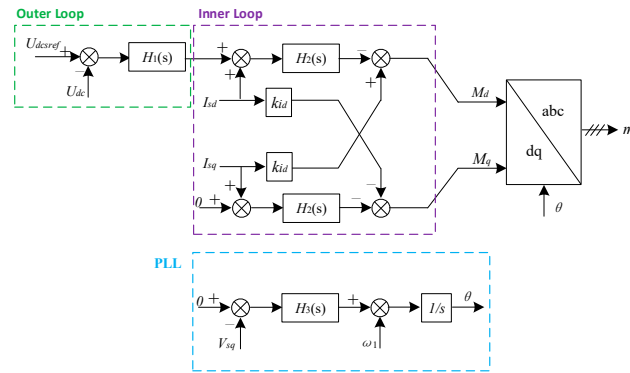 Outer Loop
Inner Loop
Udcsref + − Udc
H1(s)
+ +
H2(s)
− +
Isd
kid
Md
abc
dq
m
θ
Isq
kid
Mq
0 + +
H2(s)
− −
PLL
0 + − Vsq
H3(s)
+
ω1
1/s
θ